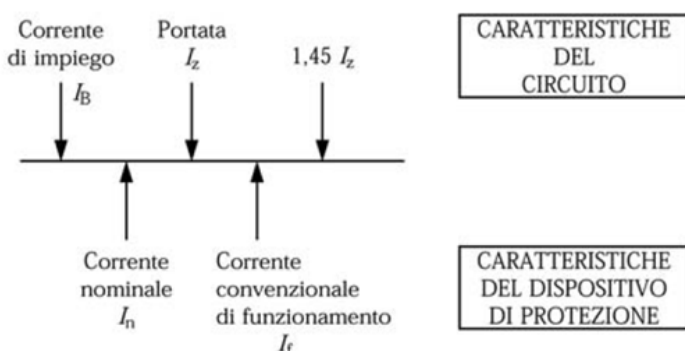 Corrente
di impiego
I_B
Portata
I_z
1,45 I_z
CARATTERISTICHE
DEL
CIRCUITO
Corrente
nominale
I_n
Corrente
convenzionale
di funzionamento
I_f
CARATTERISTICHE
DEL DISPOSITIVO
DI PROTEZIONE